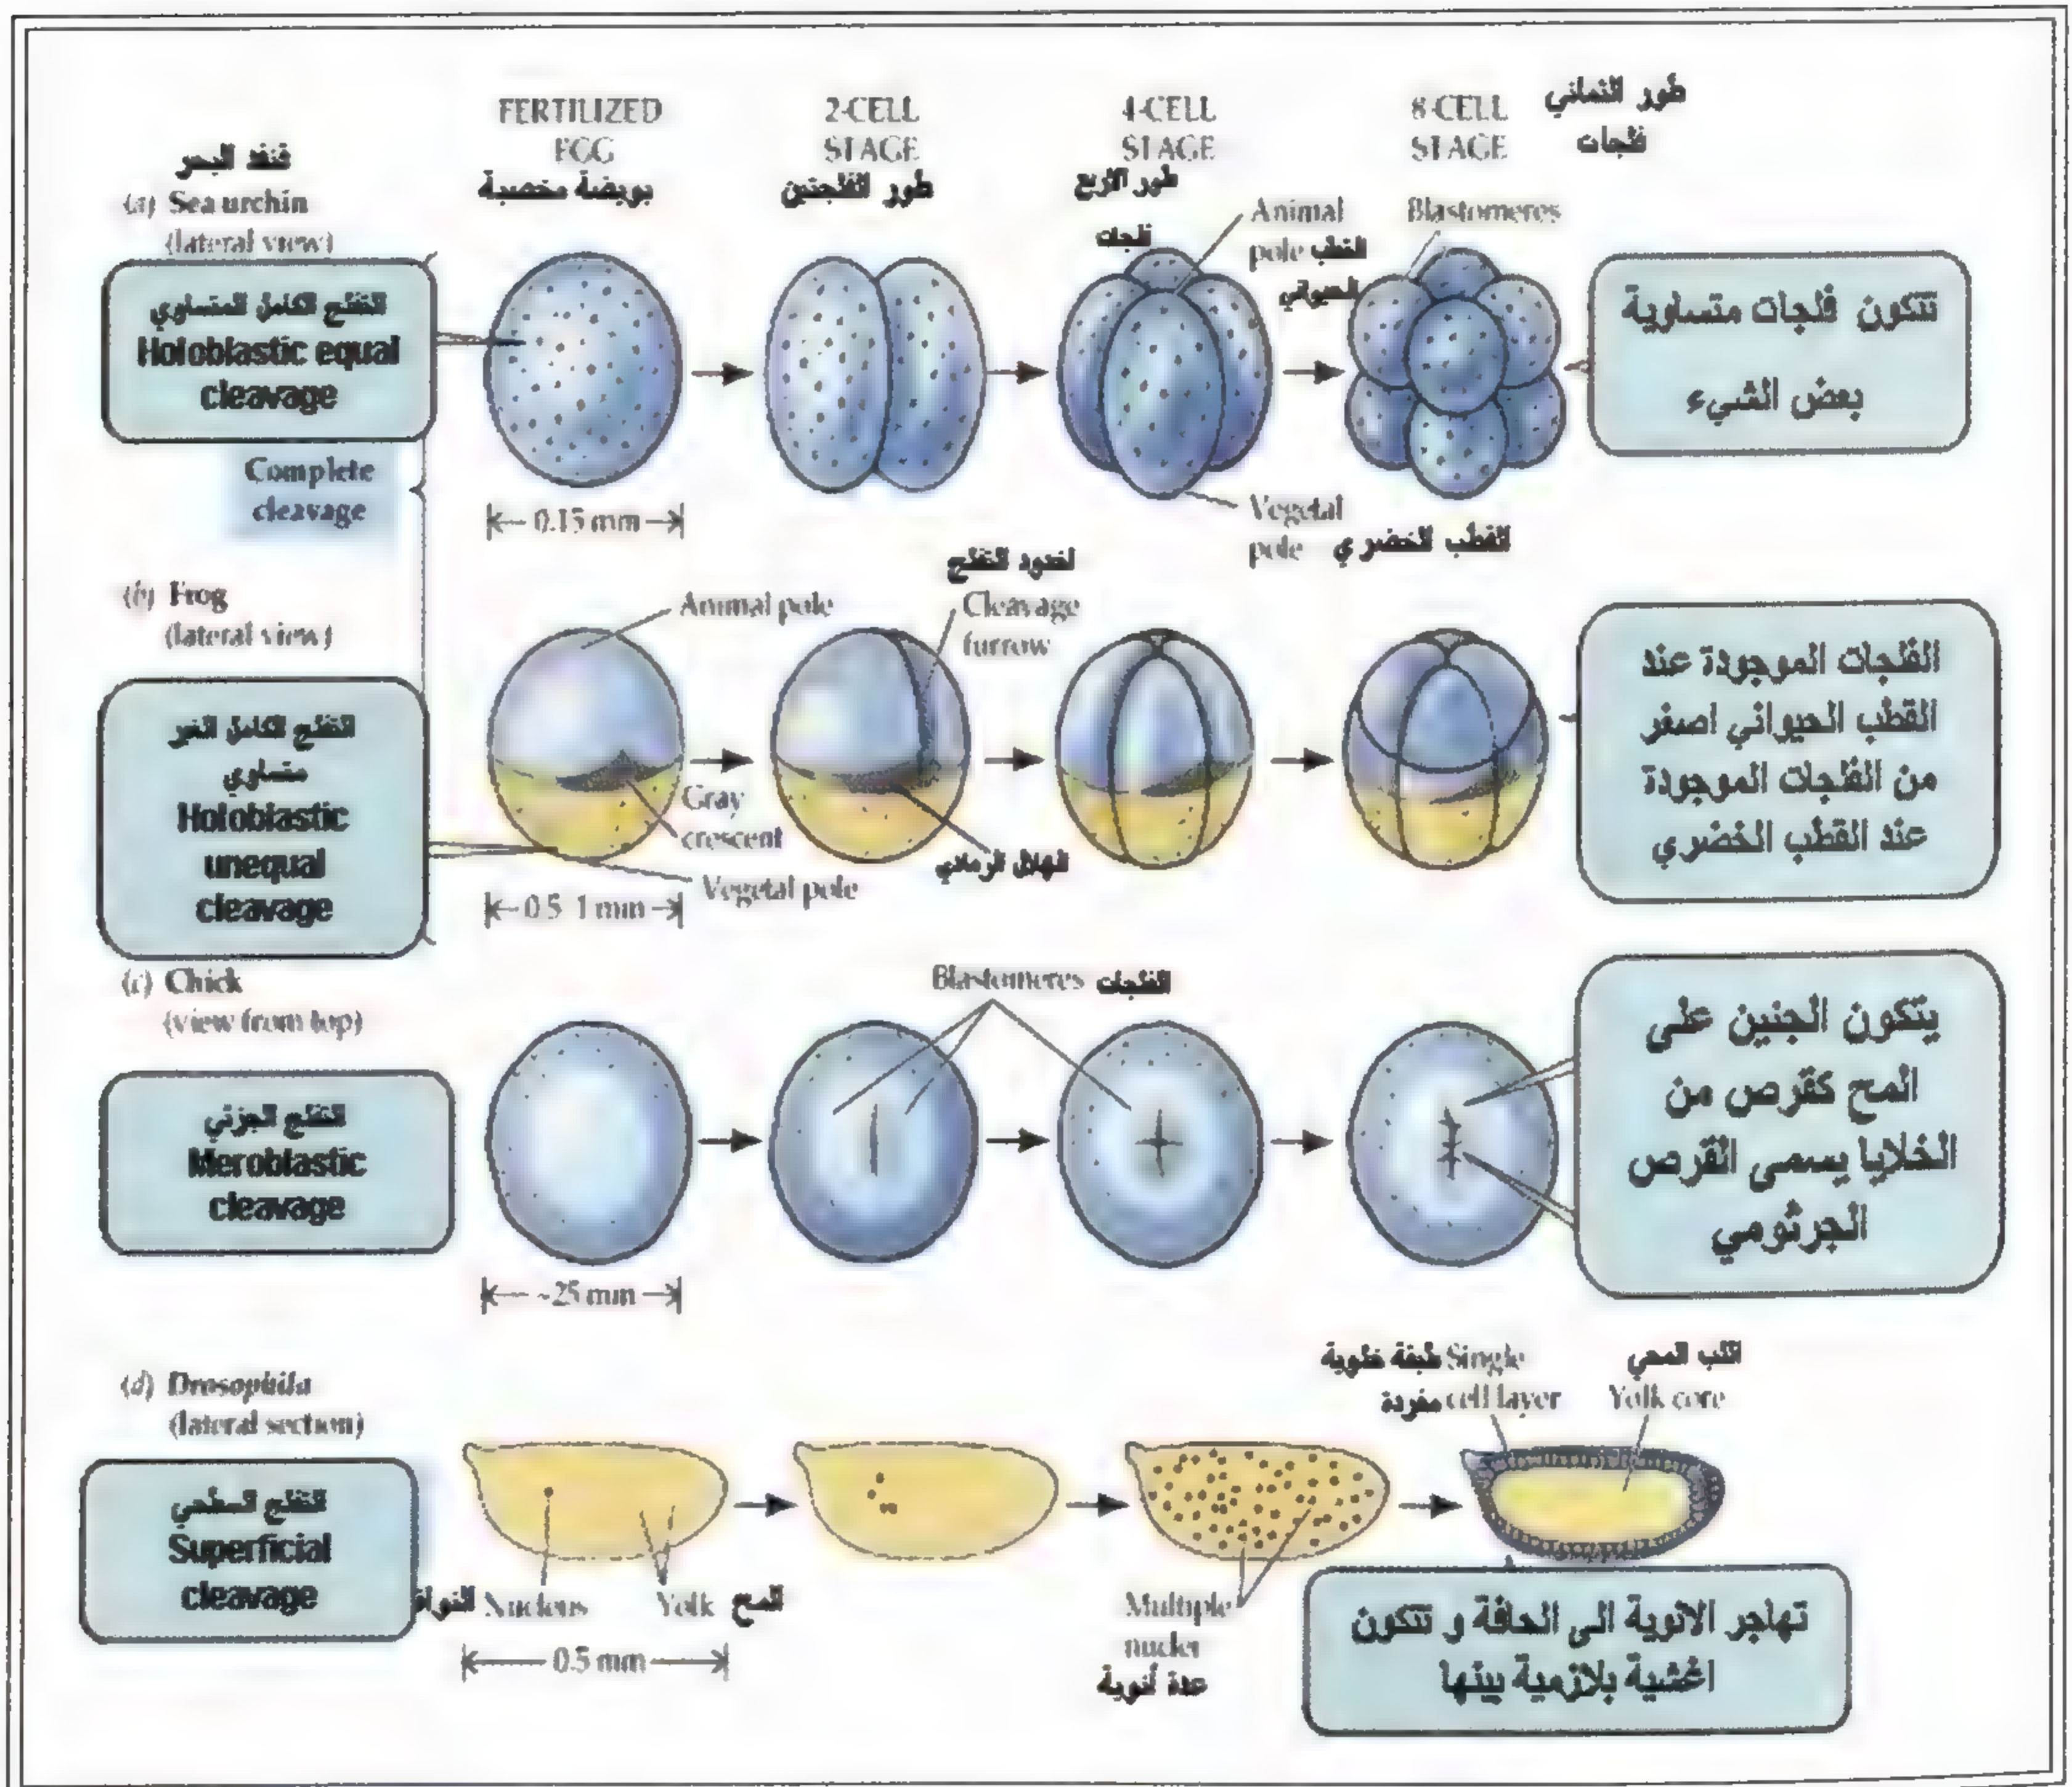 FERTILIZED
EGG
بويضة مخصبة
2-CELL
STAGE
طور الفلجتين
4-CELL
STAGE
طور الاربع
فلجات
8-CELL
STAGE
طور الثماني
فلجات
قنفذ البحر
(a) Sea urchin
(lateral view)
التفلج الكامل المتساوي
Holoblastic equal
cleavage
Complete
cleavage
0.15 mm
Animal
pole القطب
الحيواني
Blastomeres
Vegetal
pole القطب الخضري
تتكون فلجات متساوية
بعض الشيء
(b) Frog
(lateral view)
التفلج الكامل الغير
متساوي
Holoblastic
unequal
cleavage
Animal pole
اخدود التفلج
Cleavage
furrow
Gray
crescent
الهلال الرمادي
Vegetal pole
0.5 1 mm
الفلجات الموجودة عند
القطب الحيواني اصغر
من الفلجات الموجودة
عند القطب الخضري
(c) Chick
(view from top)
التفلج الجزئي
Meroblastic
cleavage
Blastomeres الفلجات
~25 mm
يتكون الجنين على
المح كقرص من
الخلايا يسمى القرص
الجرثومي
(d) Drosophila
(lateral section)
التفلج السطحي
Superficial
cleavage
النواة Nucleus
Yolk المح
0.5 mm
Multiple
nuclei
عدة أنوية
طبقة خلوية Single
مفردة cell layer
اللب المحي
Yolk core
تهاجر الانوية الى الحافة و تتكون
اغشية بلازمية بينها